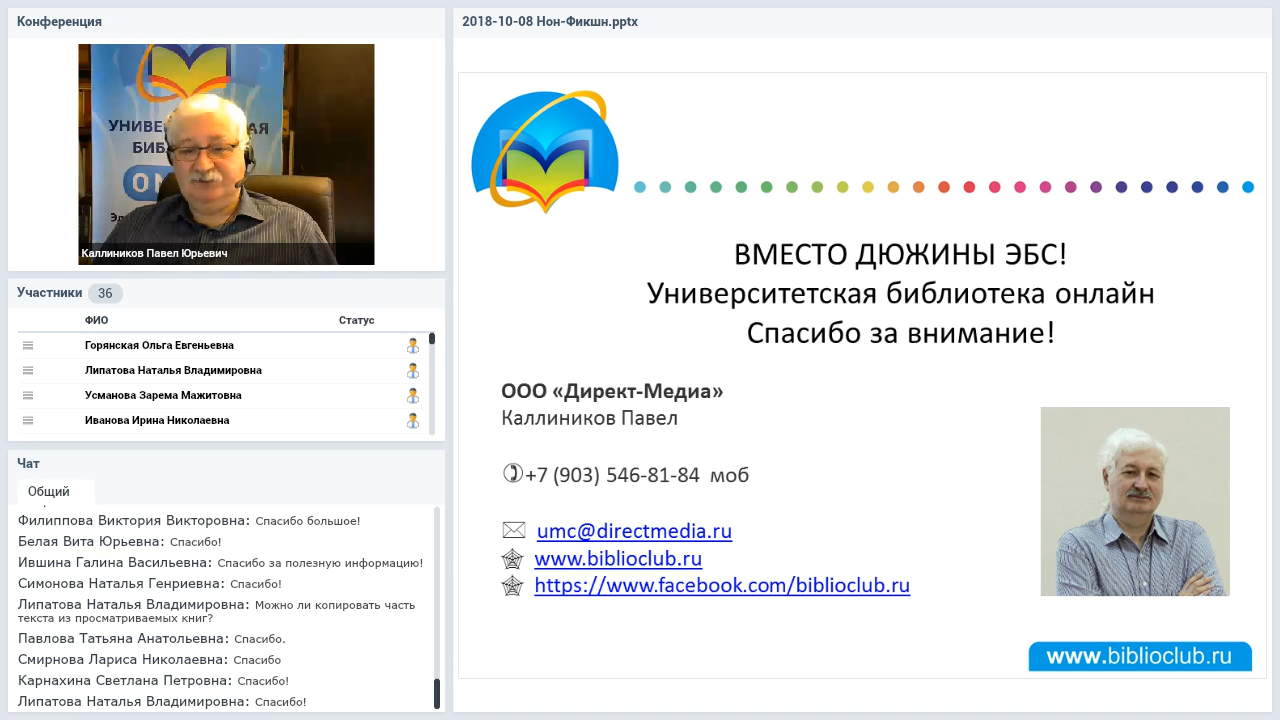 Конференция
Каллиников Павел Юрьевич
Участники 36
ФИО Статус
Горянская Ольга Евгеньевна
Липатова Наталья Владимировна
Усманова Зарема Мажитовна
Иванова Ирина Николаевна
Чат
Общий
Филиппова Виктория Викторовна: Спасибо большое!
Белая Вита Юрьевна: Спасибо!
Ившина Галина Васильевна: Спасибо за полезную информацию!
Симонова Наталья Генриевна: Спасибо!
Липатова Наталья Владимировна: Можно ли копировать часть
текста из просматриваемых книг?
Павлова Татьяна Анатольевна: Спасибо.
Смирнова Лариса Николаевна: Спасибо
Карнахина Светлана Петровна: Спасибо!
Липатова Наталья Владимировна: Спасибо!
2018-10-08 Нон-Фикшн.pptx
ВМЕСТО ДЮЖИНЫ ЭБС!
Университетская библиотека онлайн
Спасибо за внимание!
ООО «Директ-Медиа»
Каллиников Павел
+7 (903) 546-81-84 моб
umc@directmedia.ru
www.biblioclub.ru
https://www.facebook.com/biblioclub.ru
www.biblioclub.ru